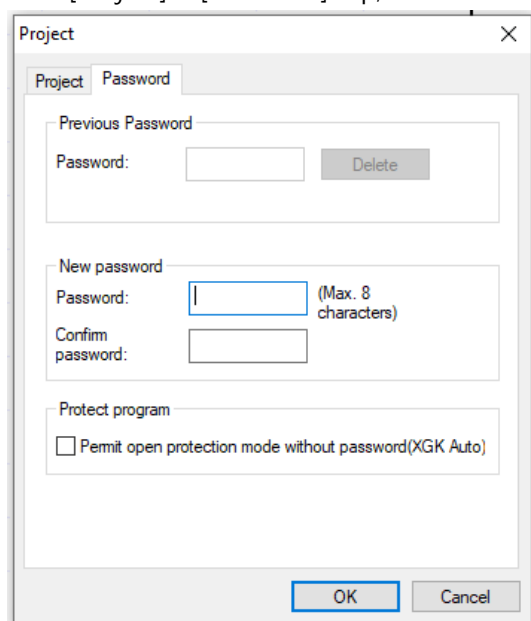 Project
Project Password
Previous Password
Password:
Delete
New password
Password:
(Max. 8
characters)
Confirm
password:
Protect program
Permit open protection mode without password(XGK Auto)
OK
Cancel